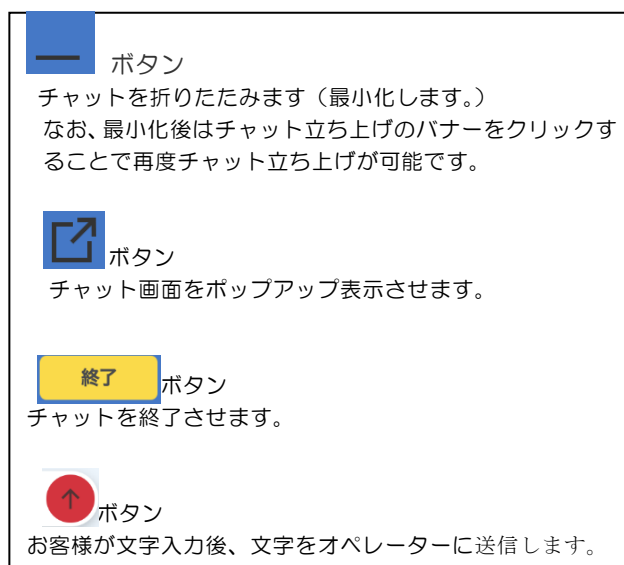 ボタン
チャットを折りたたみます（最小化します。）
なお、最小化後はチャット立ち上げのバナーをクリックす
ることで再度チャット立ち上げが可能です。
ボタン
チャット画面をポップアップ表示させます。
終了 ボタン
チャットを終了させます。
ボタン
お客様が文字入力後、文字をオペレーターに送信します。